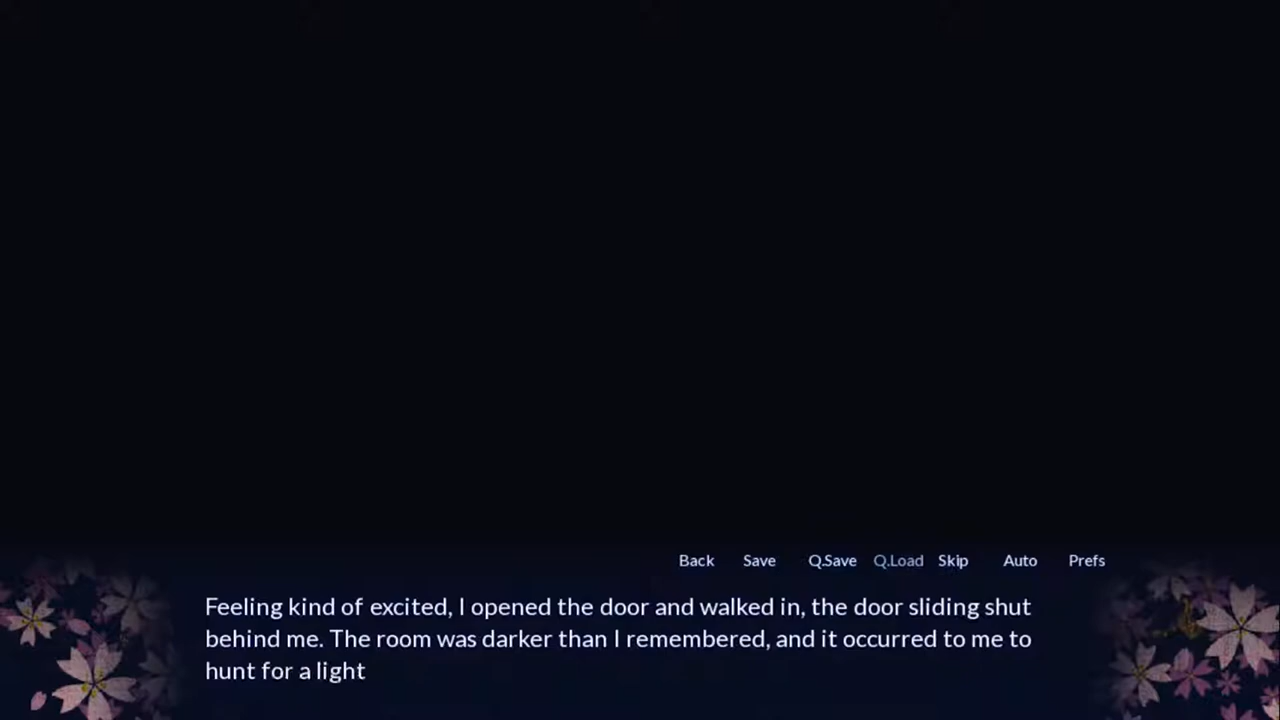 Back Save Q.Save Q.Load Skip Auto Prefs
Feeling kind of excited, I opened the door and walked in, the door sliding shut
behind me. The room was darker than I remembered, and it occurred to me to
hunt for a light